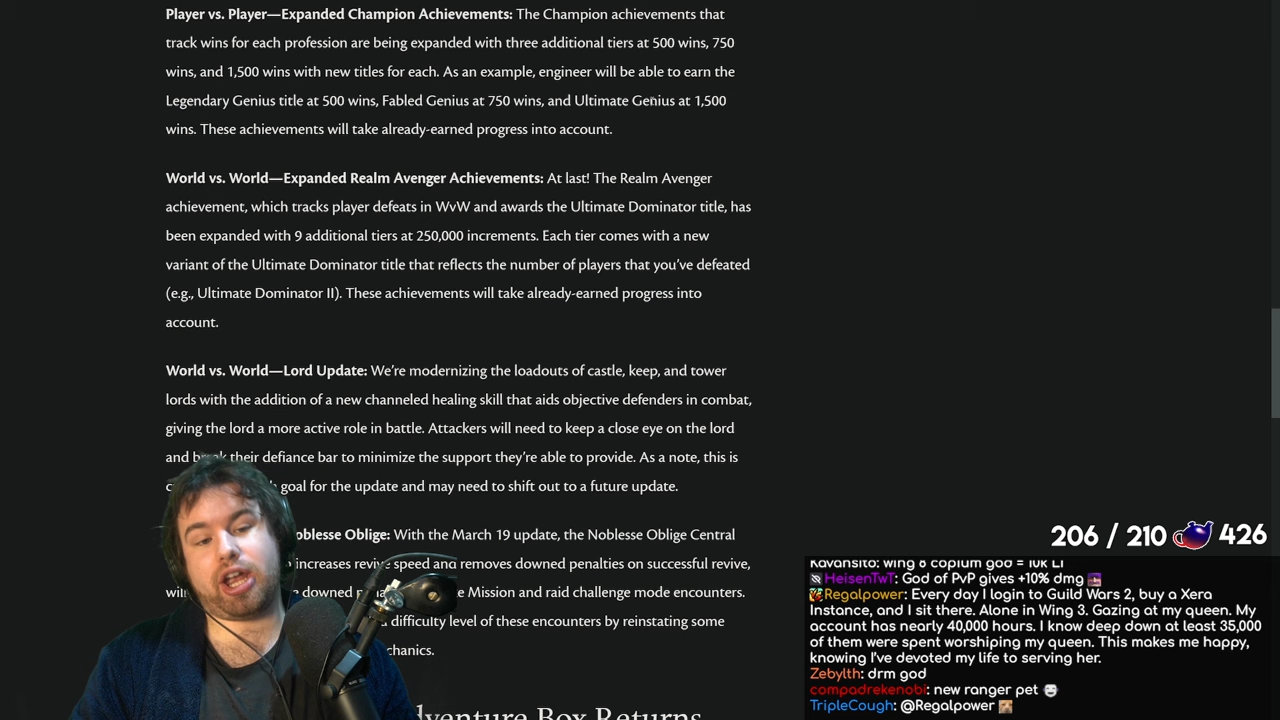 Player vs. Player—Expanded Champion Achievements: The Champion achievements that
track wins for each profession are being expanded with three additional tiers at 500 wins, 750
wins, and 1,500 wins with new titles for each. As an example, engineer will be able to earn the
Legendary Genius title at 500 wins, Fabled Genius at 750 wins, and Ultimate Genius at 1,500
wins. These achievements will take already-earned progress into account.
World vs. World—Expanded Realm Avenger Achievements: At last! The Realm Avenger
achievement, which tracks player defeats in WvW and awards the Ultimate Dominator title, has
been expanded with 9 additional tiers at 250,000 increments. Each tier comes with a new
variant of the Ultimate Dominator title that reflects the number of players that you've defeated
(e.g., Ultimate Dominator II). These achievements will take already-earned progress into
account.
World vs. World—Lord Update: We're modernizing the loadouts of castle, keep, and tower
lords with the addition of a new channeled healing skill that aids objective defenders in combat,
giving the lord a more active role in battle. Attackers will need to keep a close eye on the lord
and break their defiance bar to minimize the support they're able to provide. As a note, this is
goal for the update and may need to shift out to a future update.
Noblesse Oblige: With the March 19 update, the Noblesse Oblige Central
increases revive speed and removes downed penalties on successful revive,
downed Mission and raid challenge mode encounters.
difficulty level of these encounters by reinstating some
Adventure Box Returns
206 / 210 426
Kavansito: wing 8 copium god = 10k LI
HeisenTwT: God of PvP gives +10% dmg
Regalpower: Every day I login to Guild Wars 2, buy a Xera
Instance, and I sit there. Alone in Wing 3. Gazing at my queen. My
account has nearly 40,000 hours. I know deep down at least 35,000
of them were spent worshiping my queen. This makes me happy,
knowing I've devoted my life to serving her.
Zebylth: drm god
compadrekenobi: new ranger pet
TripleCough: @Regalpower